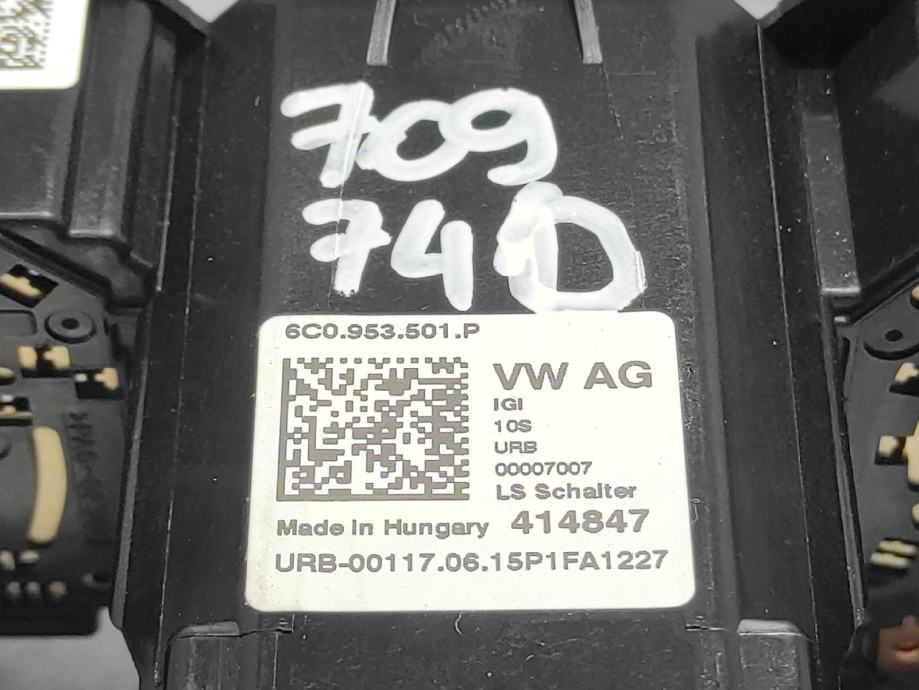 709
74D
6C0.953.501.P
VW AG
IGI
10S
URB
00007007
LS Schalter
Made in Hungary 414847
URB-00117.06.15P1FA1227